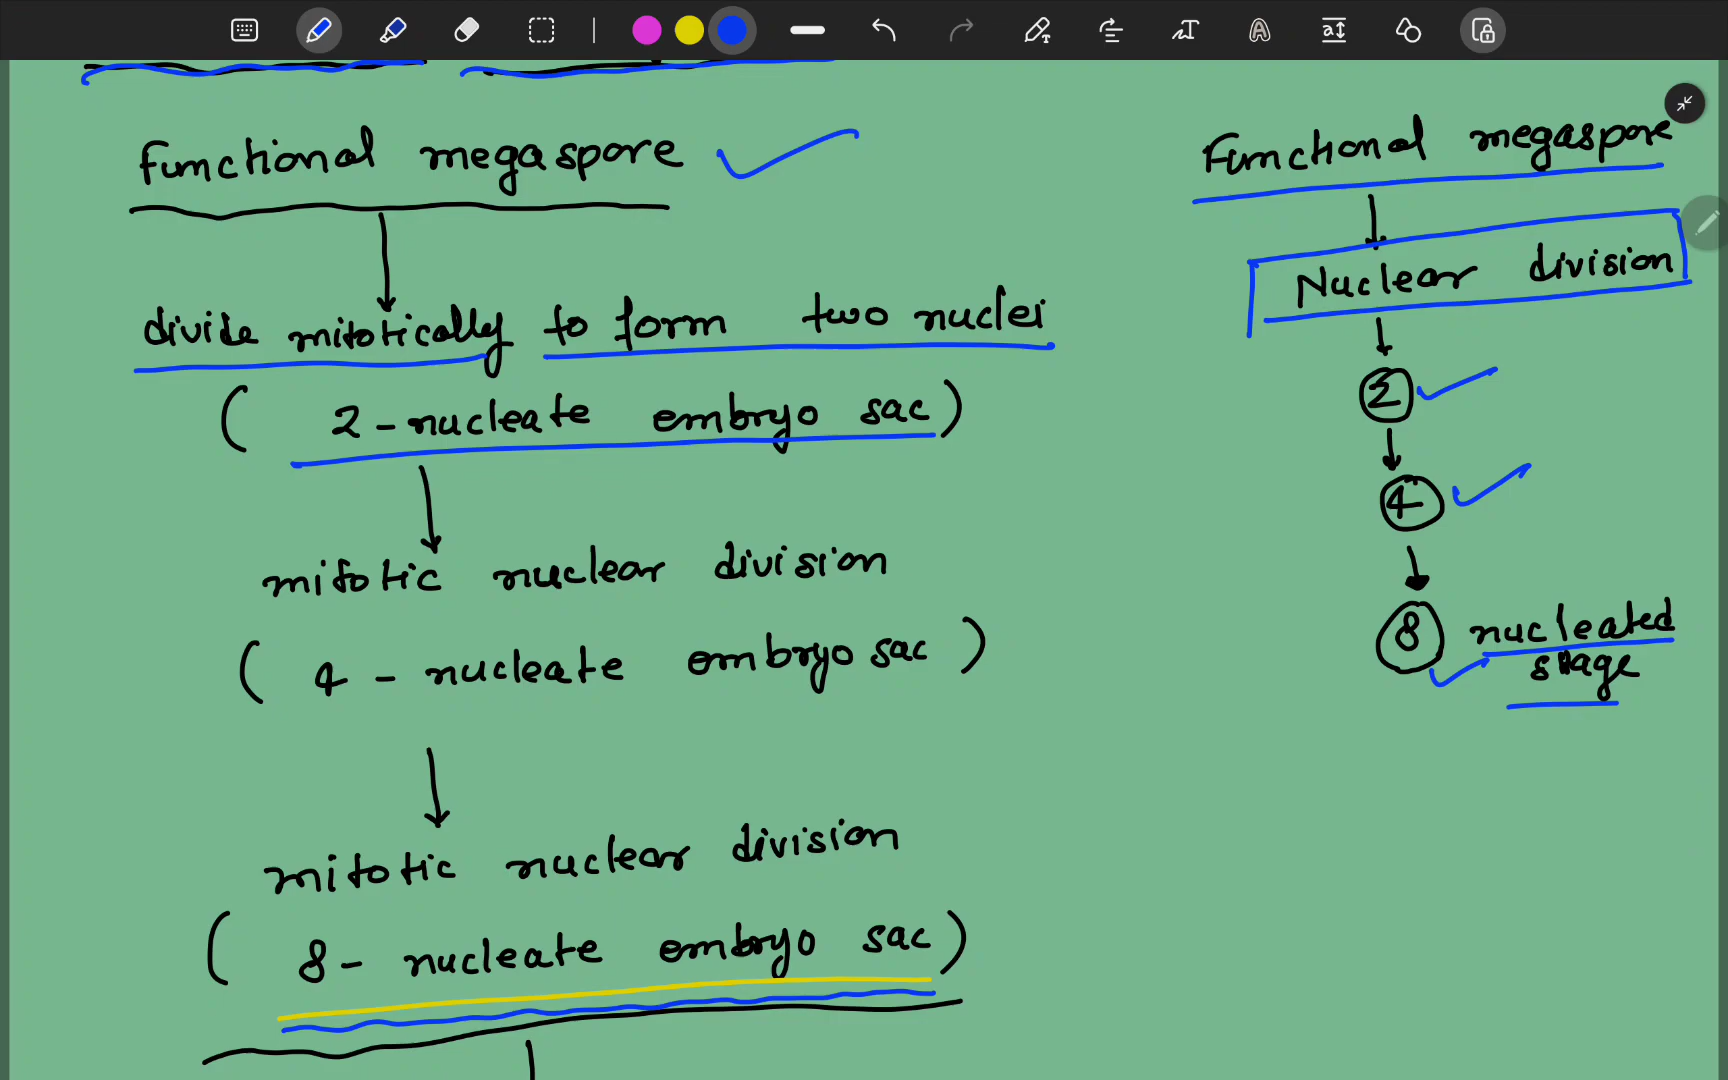 Functional megaspore
divide mitotically to form two nuclei
( 2-nucleate embryo sac )
mitotic nuclear division
( 4 - nucleate embryo sac )
mitotic nuclear division
( 8- nucleate embryo sac )
Functional megaspore
Nuclear division
2
4
8 nucleated
stage